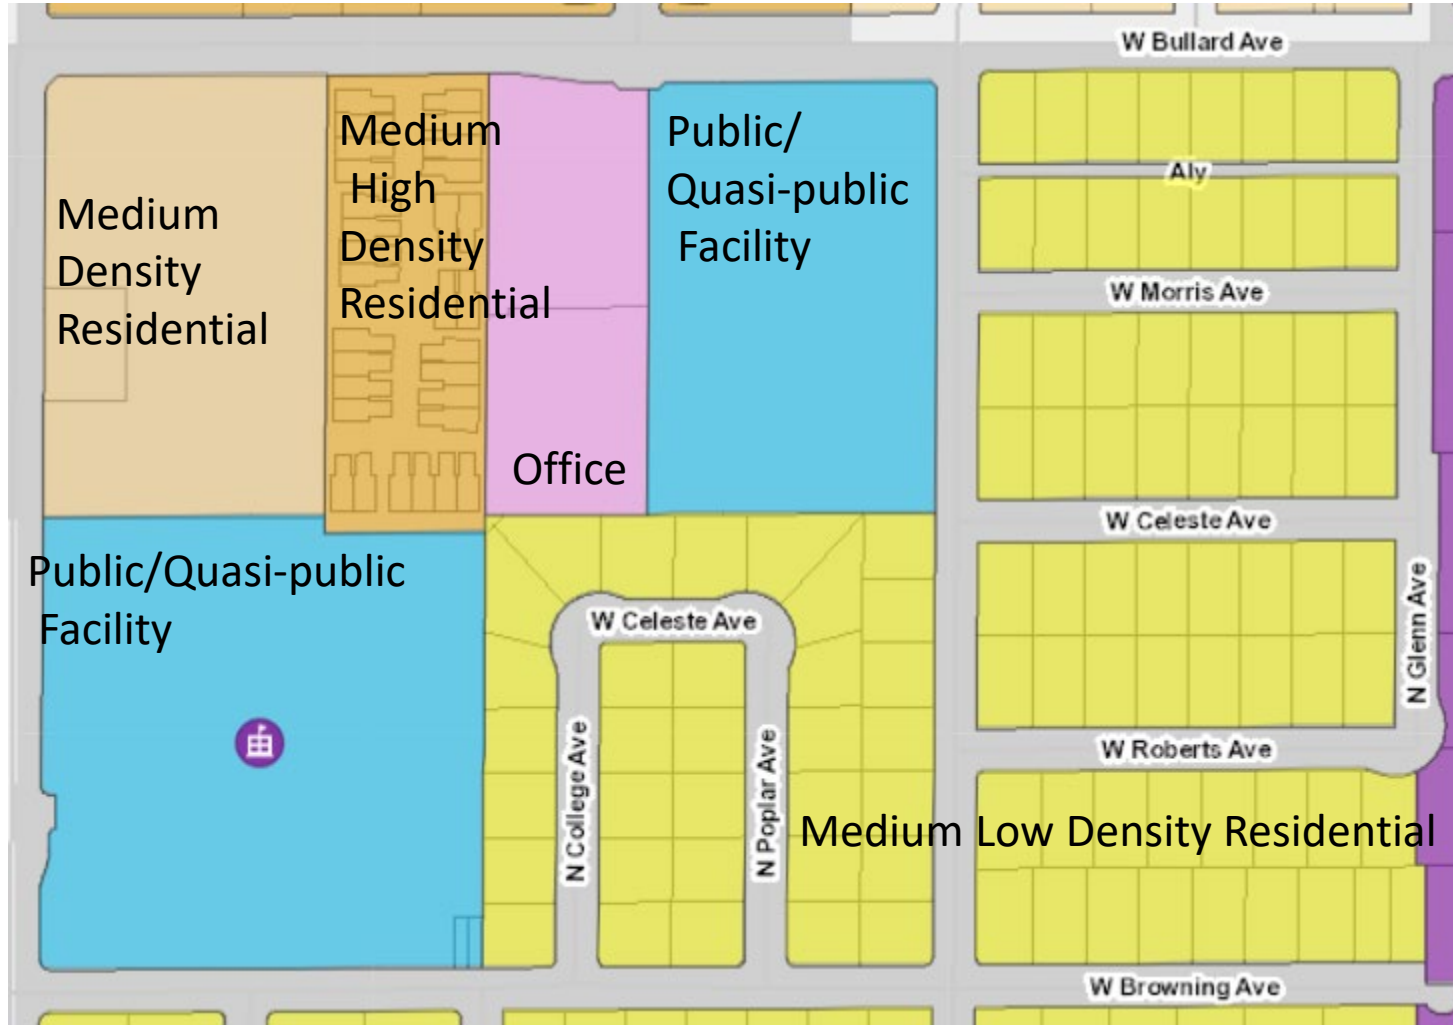 W Bullard Ave
Medium
High
Density
Residential
Public/
Quasi-public
Facility
Aly
Medium
Density
Residential
W Morris Ave
Office
W Celeste Ave
Public/Quasi-public
Facility
W Celeste Ave
N Glenn Ave
N College Ave
N Poplar Ave
W Roberts Ave
Medium Low Density Residential
W Browning Ave